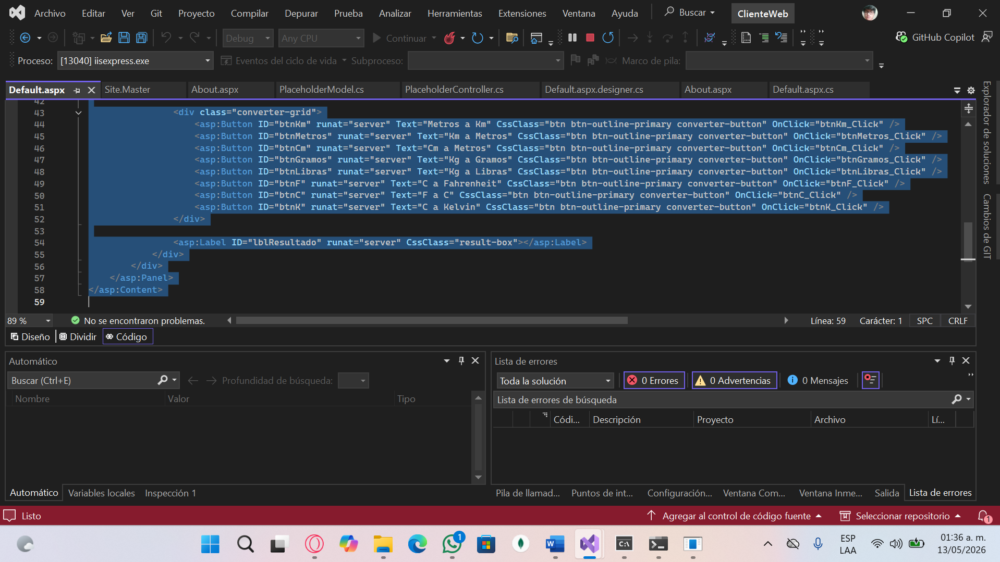 Archivo Editar Ver Git Proyecto Compilar Depurar Prueba Analizar Herramientas Extensiones Ventana Ayuda Buscar ClienteWeb
Debug Any CPU Continuar GitHub Copilot
Proceso: [13040] iisexpress.exe Eventos del ciclo de vida Subproceso: Marco de pila:
Default.aspx Site.Master About.aspx PlaceholderModel.cs PlaceholderController.cs Default.aspx.designer.cs About.aspx Default.aspx.cs
42
43 <div class="converter-grid">
44 <asp:Button ID="btnKm" runat="server" Text="Metros a Km" CssClass="btn btn-outline-primary converter-button" OnClick="btnKm_Click" />
45 <asp:Button ID="btnMetros" runat="server" Text="Km a Metros" CssClass="btn btn-outline-primary converter-button" OnClick="btnMetros_Click" />
46 <asp:Button ID="btnCm" runat="server" Text="Cm a Metros" CssClass="btn btn-outline-primary converter-button" OnClick="btnCm_Click" />
47 <asp:Button ID="btnGramos" runat="server" Text="Kg a Gramos" CssClass="btn btn-outline-primary converter-button" OnClick="btnGramos_Click" />
48 <asp:Button ID="btnLibras" runat="server" Text="Kg a Libras" CssClass="btn btn-outline-primary converter-button" OnClick="btnLibras_Click" />
49 <asp:Button ID="btnF" runat="server" Text="C a Fahrenheit" CssClass="btn btn-outline-primary converter-button" OnClick="btnF_Click" />
50 <asp:Button ID="btnC" runat="server" Text="F a C" CssClass="btn btn-outline-primary converter-button" OnClick="btnC_Click" />
51 <asp:Button ID="btnK" runat="server" Text="C a Kelvin" CssClass="btn btn-outline-primary converter-button" OnClick="btnK_Click" />
52 </div>
53
54 <asp:Label ID="lblResultado" runat="server" CssClass="result-box"></asp:Label>
55 </div>
56 </div>
57 </asp:Panel>
58 </asp:Content>
59
Explorador de soluciones
Cambios de GIT
89 % No se encontraron problemas. Línea: 59 Carácter: 1 SPC CRLF
Diseño Dividir Código
Automático
Buscar (Ctrl+E) Profundidad de búsqueda:
Nombre Valor Tipo
Automático Variables locales Inspección 1
Lista de errores
Toda la solución 0 Errores 0 Advertencias 0 Mensajes
Lista de errores de búsqueda
Códi... Descripción Proyecto Archivo Lí...
Pila de llamad... Puntos de int... Configuración... Ventana Com... Ventana Inme... Salida Lista de errores
Listo Agregar al control de código fuente Seleccionar repositorio 1
1 W C:\ ESP LAA 01:36 a. m.
13/05/2026